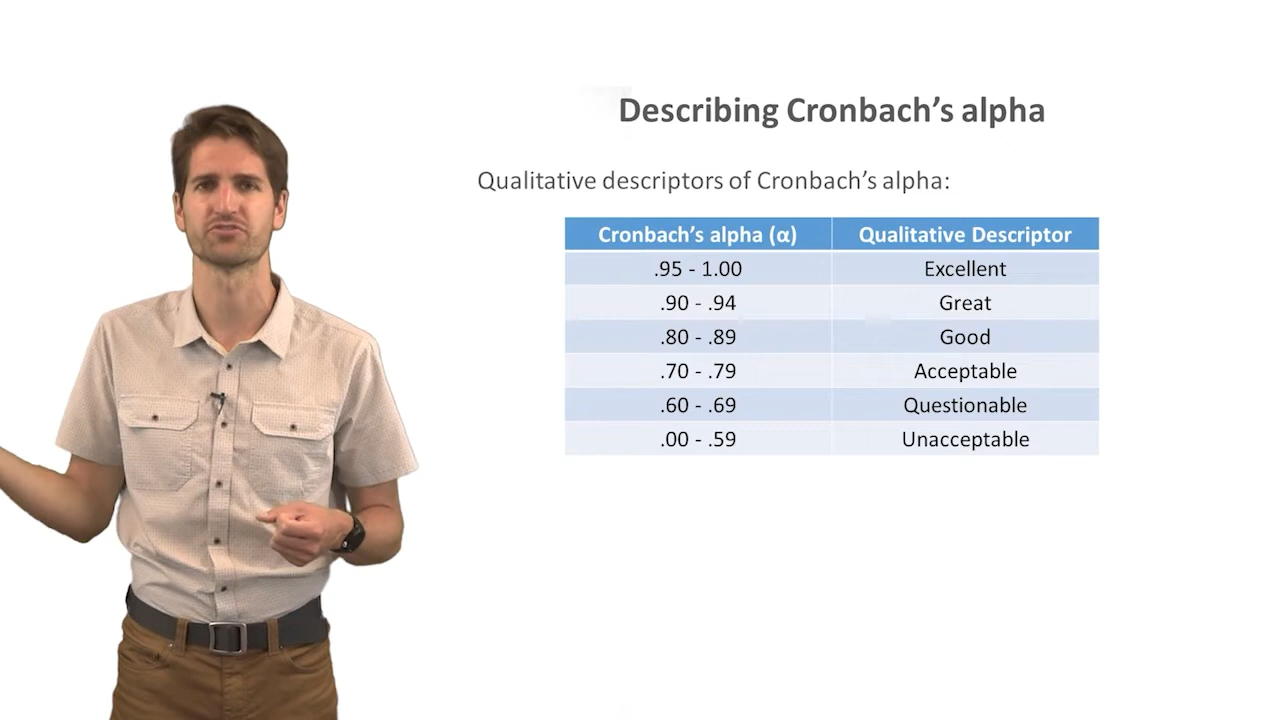 Describing Cronbach’s alpha
Qualitative descriptors of Cronbach’s alpha:
Cronbach’s alpha (α) Qualitative Descriptor
.95 - 1.00 Excellent
.90 - .94 Great
.80 - .89 Good
.70 - .79 Acceptable
.60 - .69 Questionable
.00 - .59 Unacceptable